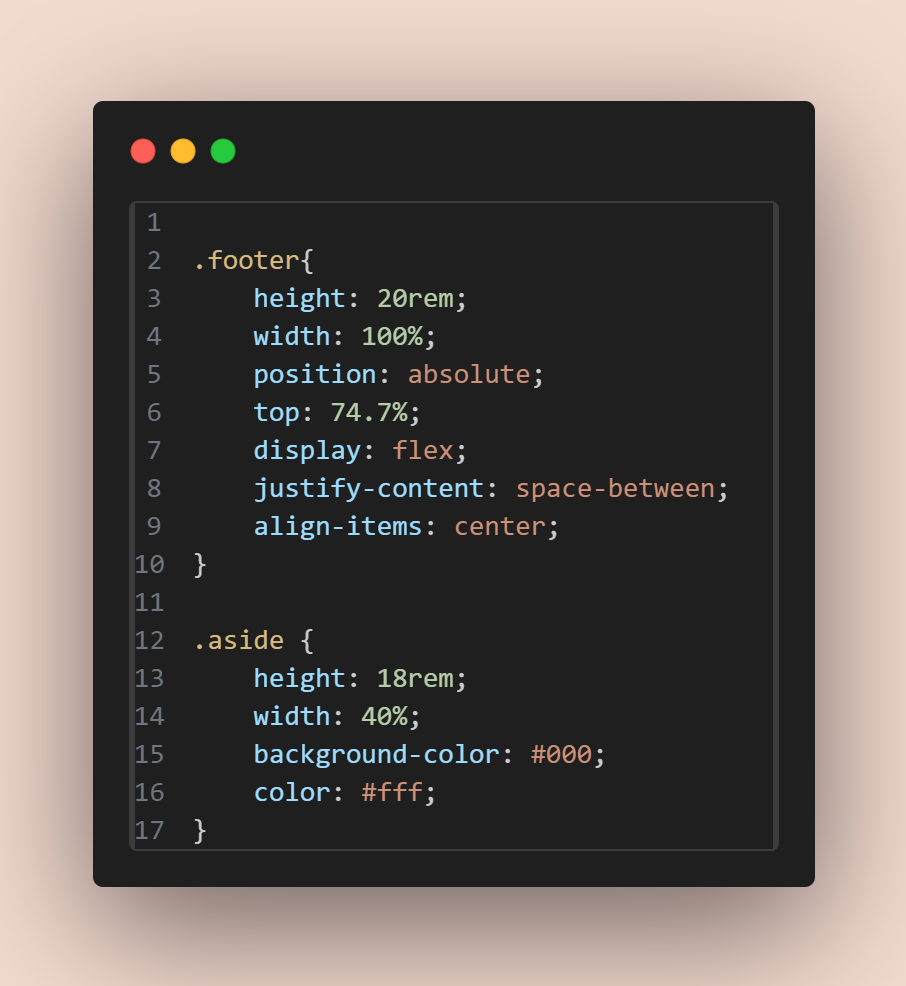 1
2 .footer{
3     height: 20rem;
4     width: 100%;
5     position: absolute;
6     top: 74.7%;
7     display: flex;
8     justify-content: space-between;
9     align-items: center;
10 }
11
12 .aside {
13     height: 18rem;
14     width: 40%;
15     background-color: #000;
16     color: #fff;
17 }